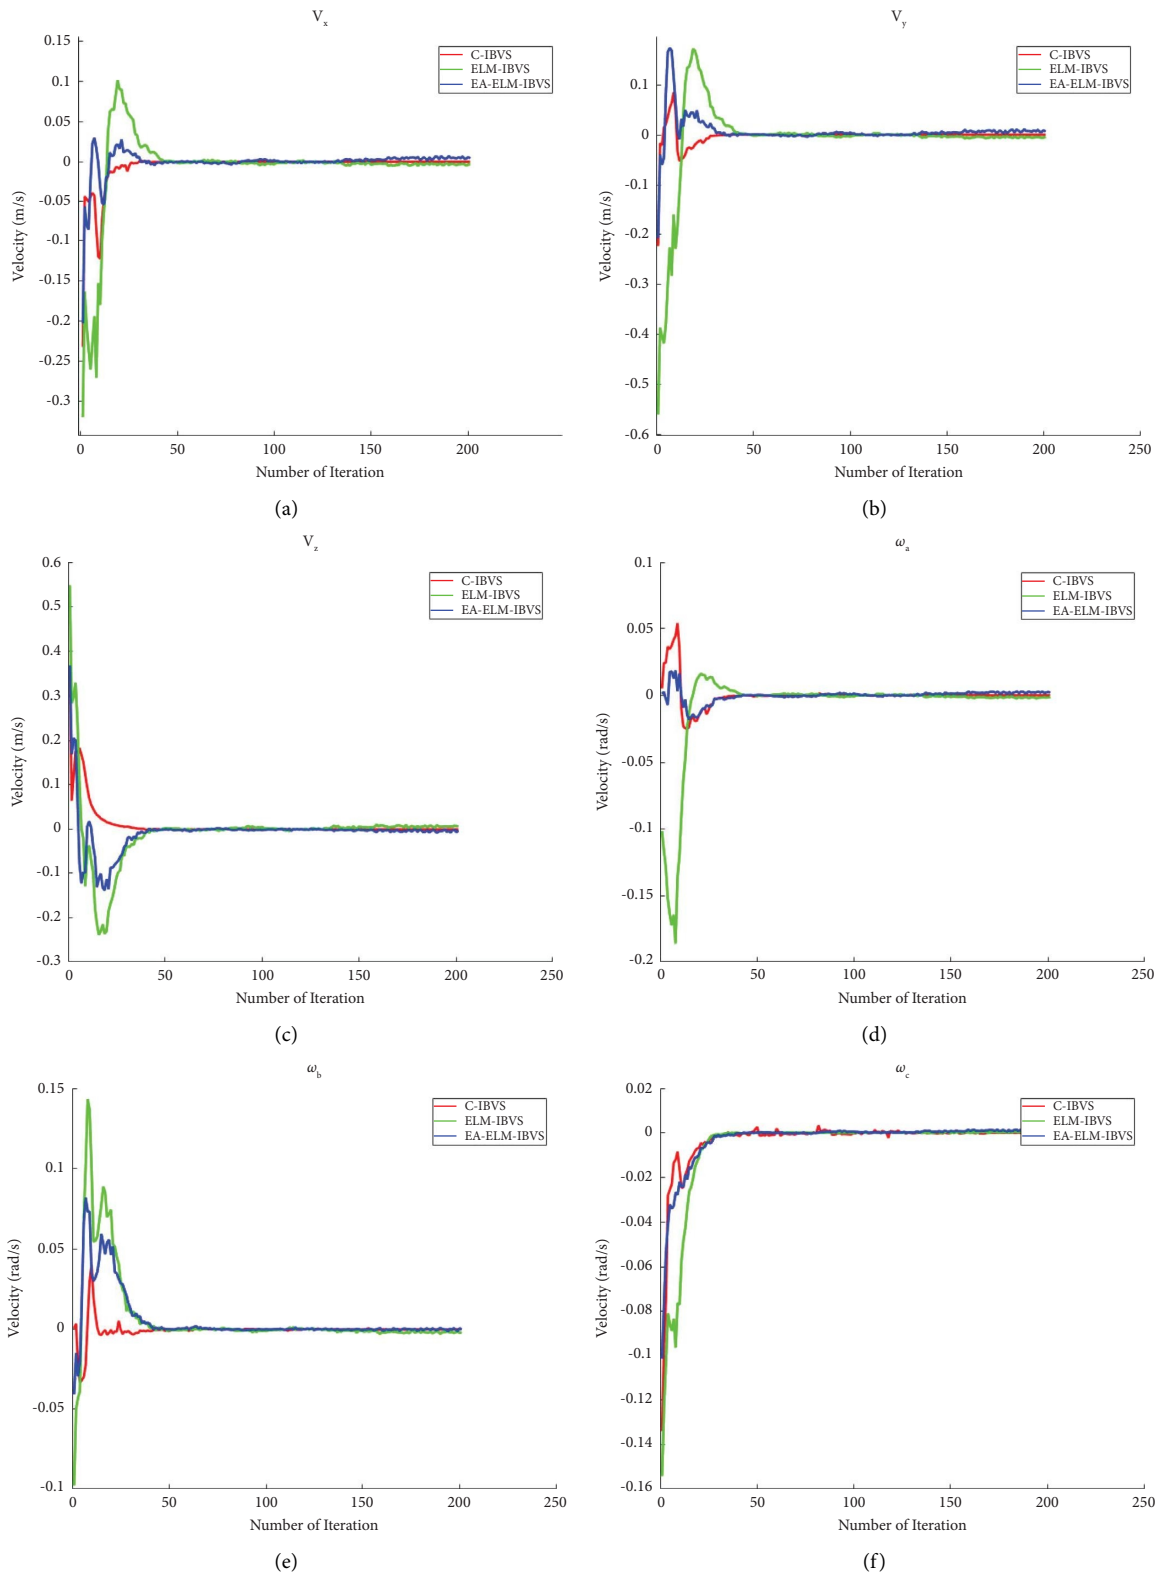 V_x
0.15
0.1
0.05
0
-0.05
-0.1
-0.15
-0.2
-0.25
-0.3
Velocity (m/s)
0 50 100 150 200
Number of Iteration
C-IBVS
ELM-IBVS
EA-ELM-IBVS
(a)
V_y
0.1
0
-0.1
-0.2
-0.3
-0.4
-0.5
-0.6
Velocity (m/s)
0 50 100 150 200 250
Number of Iteration
C-IBVS
ELM-IBVS
EA-ELM-IBVS
(b)
V_z
0.6
0.5
0.4
0.3
0.2
0.1
0
-0.1
-0.2
-0.3
Velocity (m/s)
0 50 100 150 200 250
Number of Iteration
C-IBVS
ELM-IBVS
EA-ELM-IBVS
(c)
ω_a
0.1
0.05
0
-0.05
-0.1
-0.15
-0.2
Velocity (rad/s)
0 50 100 150 200 250
Number of Iteration
C-IBVS
ELM-IBVS
EA-ELM-IBVS
(d)
ω_b
0.15
0.1
0.05
0
-0.05
-0.1
Velocity (rad/s)
0 50 100 150 200 250
Number of Iteration
C-IBVS
ELM-IBVS
EA-ELM-IBVS
(e)
ω_c
0.02
0
-0.02
-0.04
-0.06
-0.08
-0.1
-0.12
-0.14
-0.16
Velocity (rad/s)
0 50 100 150 200 250
Number of Iteration
C-IBVS
ELM-IBVS
EA-ELM-IBVS
(f)